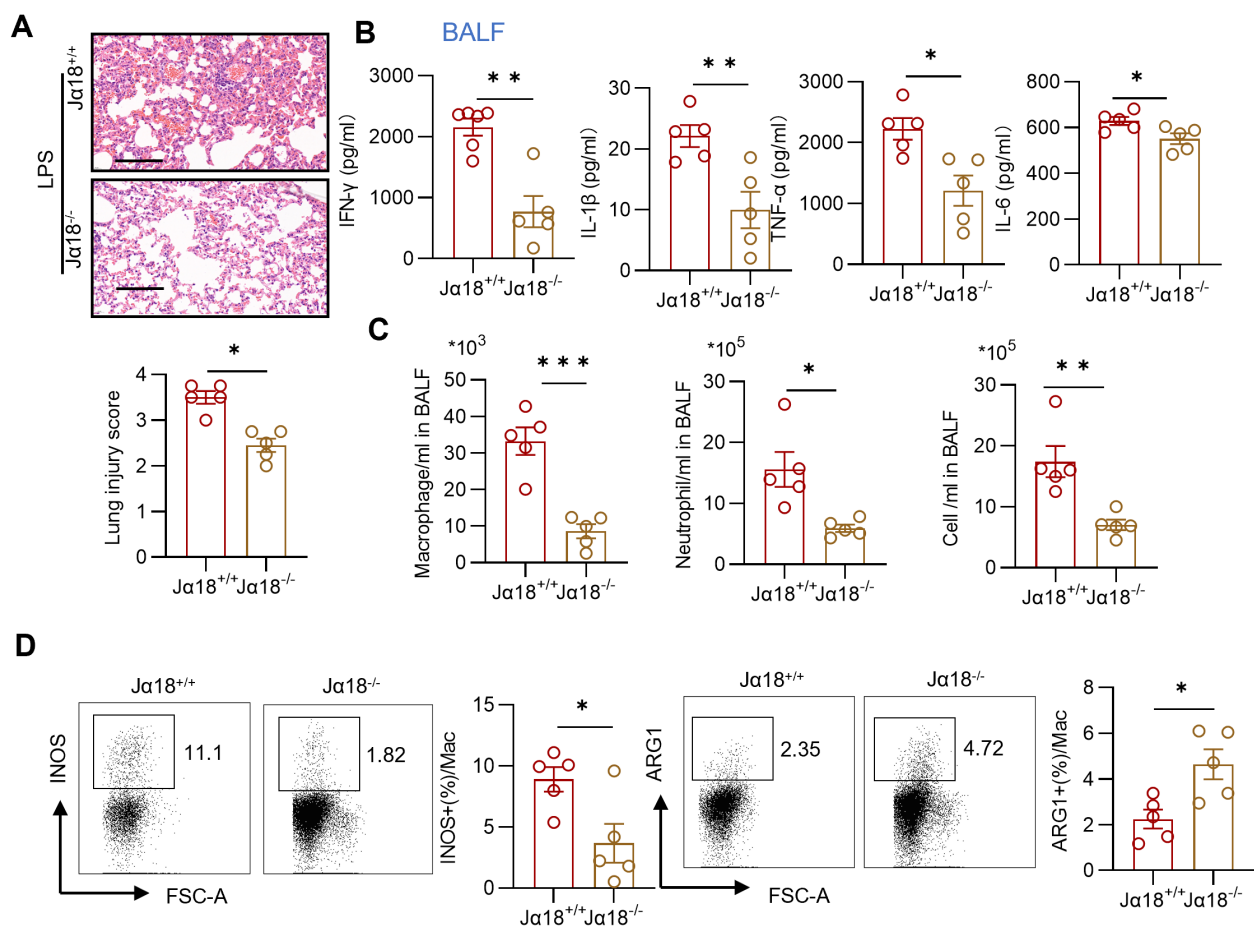 A
LPS
Jα18+/+
Jα18-/-
Lung injury score
4
3
2
1
0
*
Jα18+/+ Jα18-/-
B
BALF
IFN-γ (pg/ml)
3000
2000
1000
0
**
Jα18+/+ Jα18-/-
IL-1β (pg/ml)
30
20
10
0
**
Jα18+/+ Jα18-/-
TNF-α (pg/ml)
3000
2000
1000
0
*
Jα18+/+ Jα18-/-
IL-6 (pg/ml)
800
600
400
200
0
*
Jα18+/+ Jα18-/-
C
*10³
Macrophage/ml in BALF
50
40
30
20
10
0
***
Jα18+/+ Jα18-/-
*10⁵
Neutrophil/ml in BALF
30
20
10
0
*
Jα18+/+ Jα18-/-
*10⁵
Cell /ml in BALF
30
20
10
0
**
Jα18+/+ Jα18-/-
D
Jα18+/+
Jα18-/-
INOS
11.1
1.82
FSC-A
INOS+(%)/Mac
15
10
5
0
*
Jα18+/+ Jα18-/-
Jα18+/+
Jα18-/-
ARG1
2.35
4.72
FSC-A
ARG1+(%)/Mac
8
6
4
2
0
*
Jα18+/+ Jα18-/-